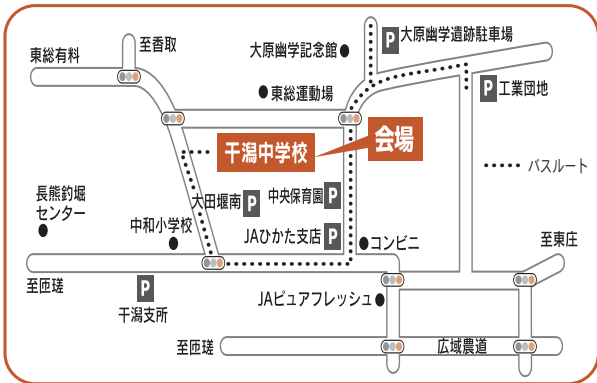 至香取
東総有料
大原幽学記念館
P 大原幽学遺跡駐車場
東総運動場
P 工業団地
会場
干潟中学校
バスルート
長熊釣堀
センター
大田堰南 P
中央保育園 P
中和小学校
JAひかた支店 P
コンビニ
至東庄
至匝瑳
P
干潟支所
JAピュアフレッシュ
至匝瑳
広域農道